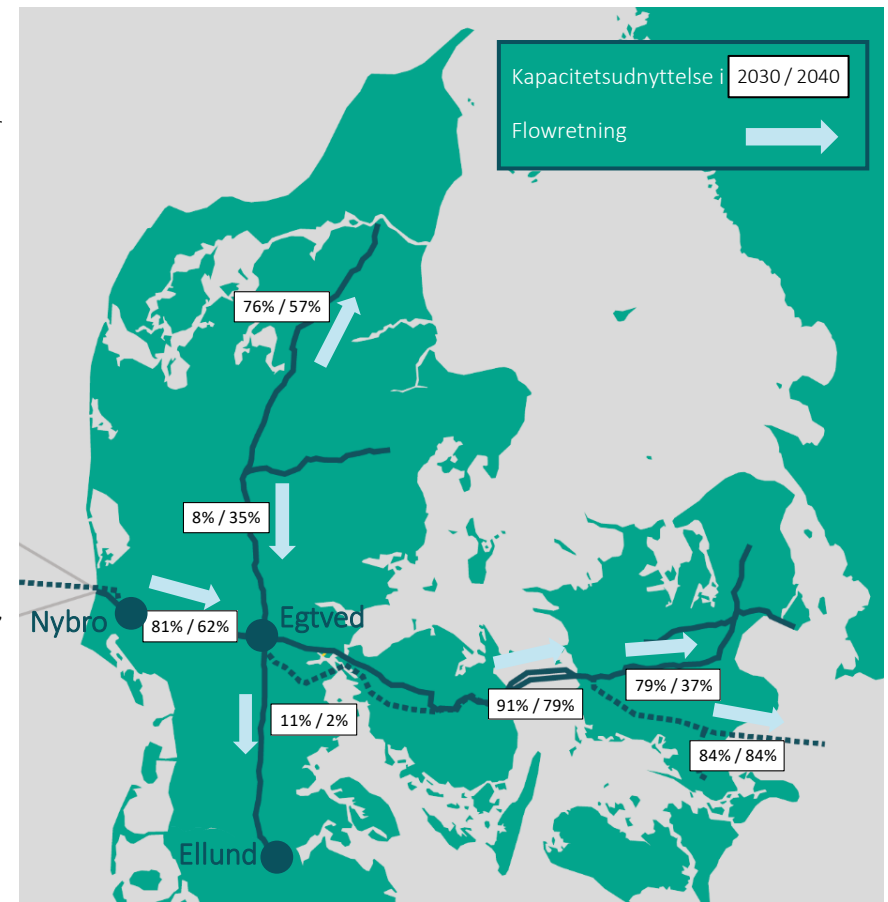 Kapacitetsudnyttelse i 2030 / 2040
Flowretning
76% / 57%
8% / 35%
Egtved
Nybro
81% / 62%
79% / 37%
91% / 79%
11% / 2%
84% / 84%
Ellund